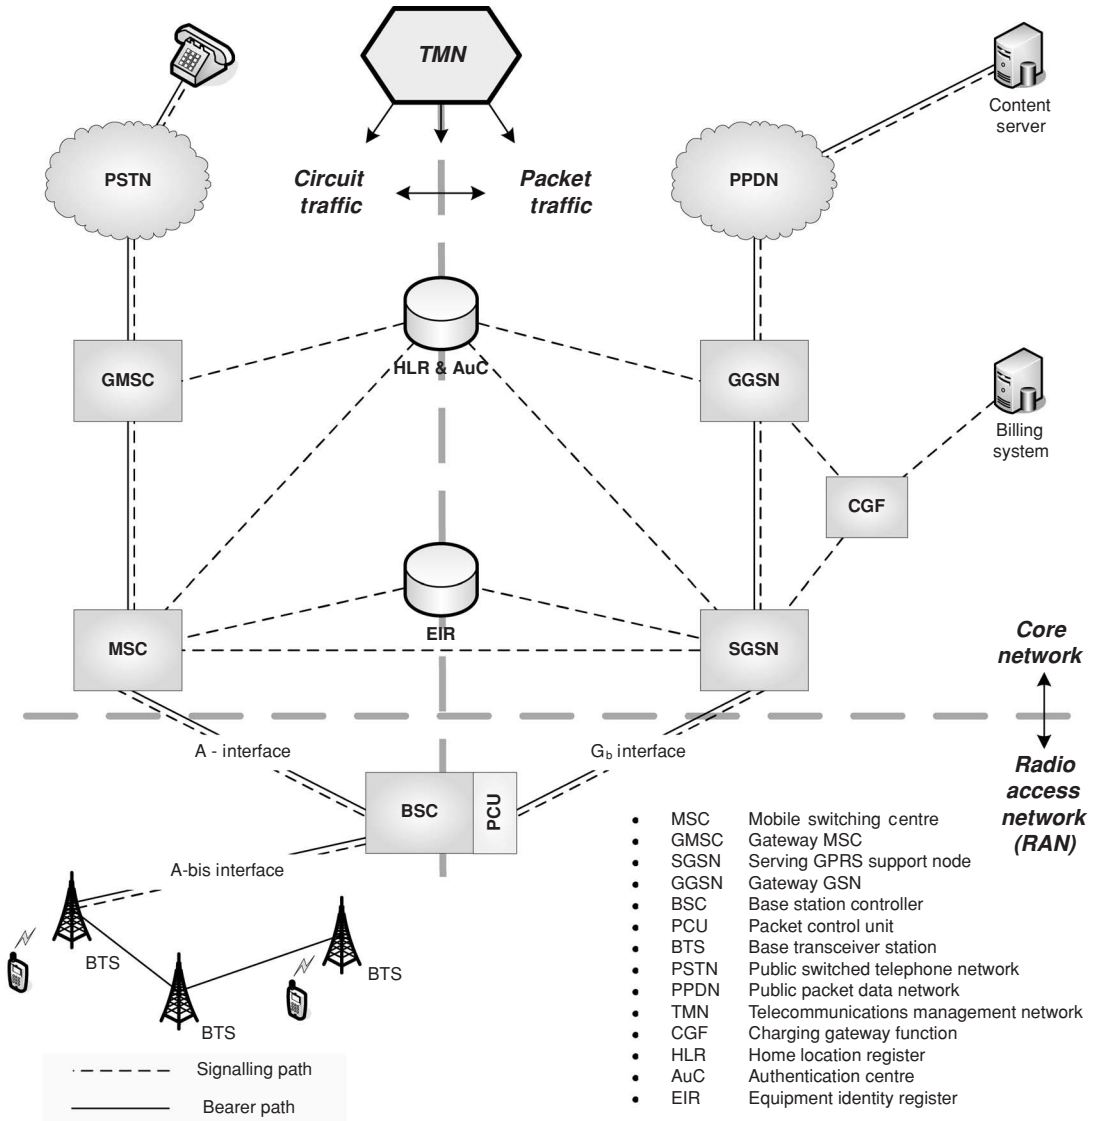 TMN
Content
server
PSTN
Circuit
traffic
Packet
traffic
PPDN
GMSC
HLR & AuC
GGSN
Billing
system
CGF
EIR
MSC
SGSN
Core
network
A - interface
Gb interface
Radio
access
network
(RAN)
BSC
PCU
A-bis interface
BTS
BTS
BTS
Signalling path
Bearer path
• MSC Mobile switching centre
• GMSC Gateway MSC
• SGSN Serving GPRS support node
• GGSN Gateway GSN
• BSC Base station controller
• PCU Packet control unit
• BTS Base transceiver station
• PSTN Public switched telephone network
• PPDN Public packet data network
• TMN Telecommunications management network
• CGF Charging gateway function
• HLR Home location register
• AuC Authentication centre
• EIR Equipment identity register